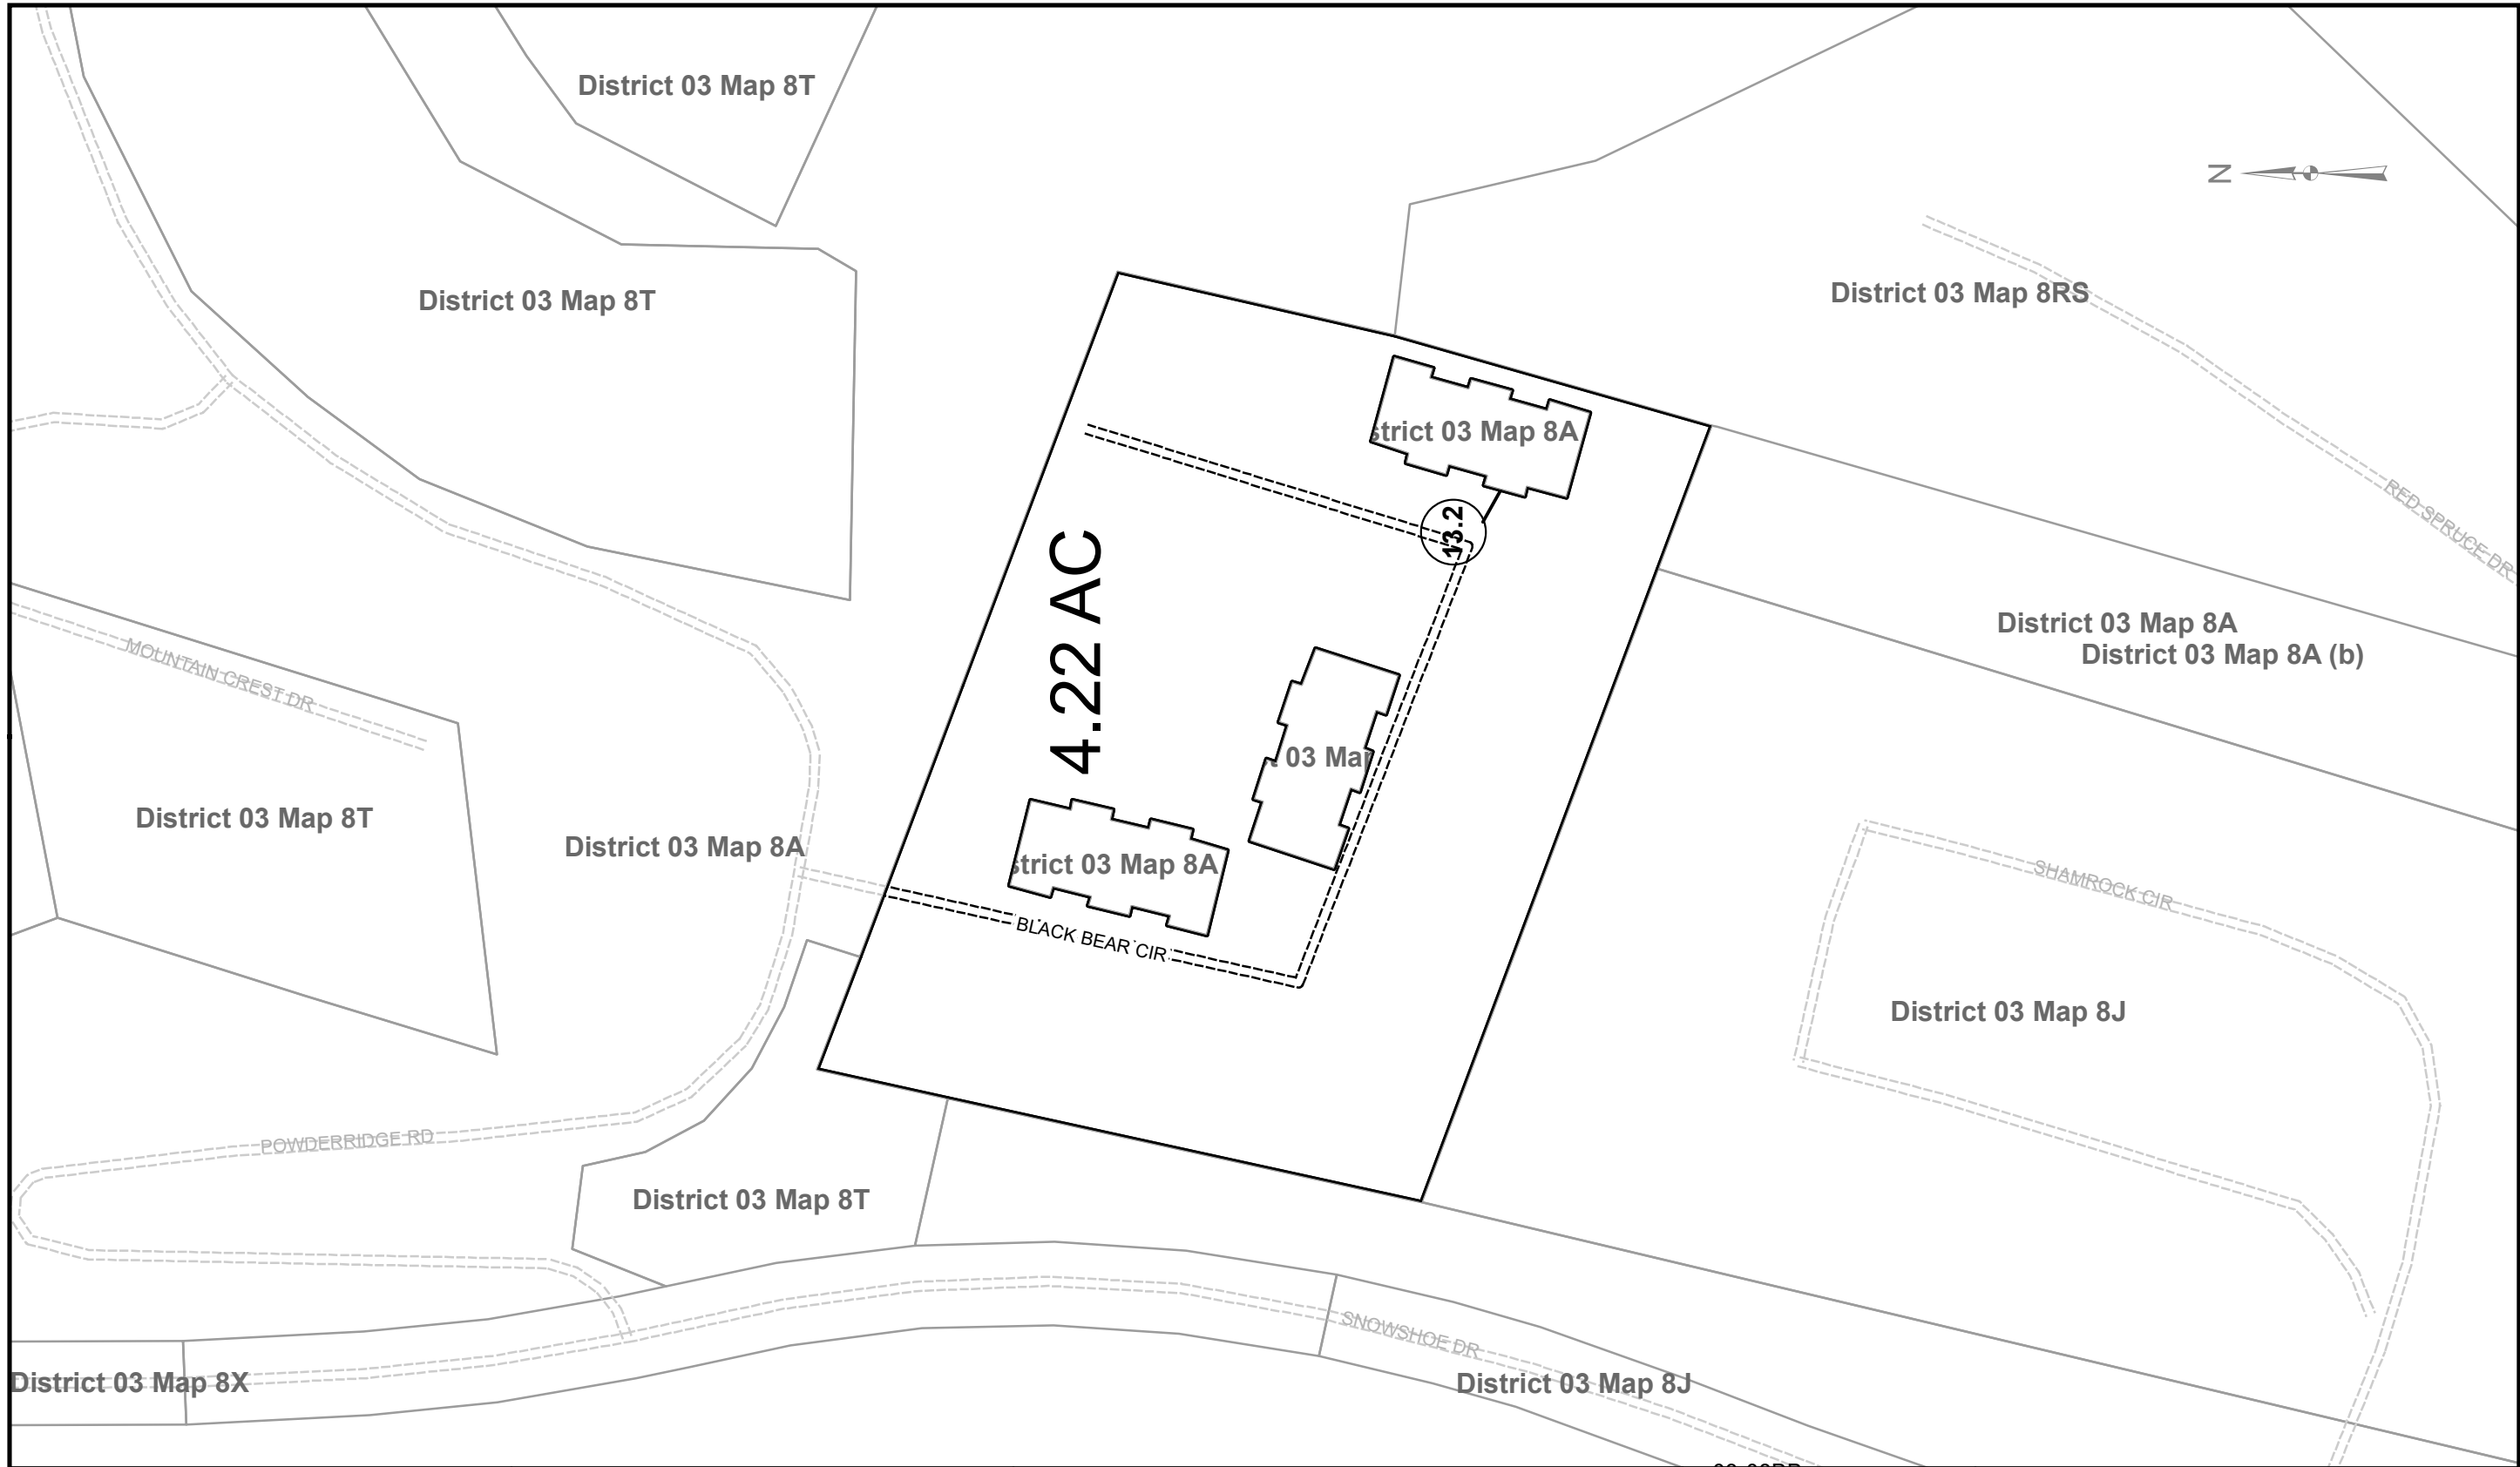 District 03 Map 8T
N
District 03 Map 8RS
District 03 Map 8T
strict 03 Map 8A
RED SPRUCE DR
13.2
4.22 AC
District 03 Map 8A
District 03 Map 8A (b)
MOUNTAIN CREST DR
03 Map
District 03 Map 8T
District 03 Map 8A
strict 03 Map 8A
SHAMROCK CIR
BLACK BEAR CIR
District 03 Map 8J
POWDERRIDGE RD
District 03 Map 8T
SNOWSHOE DR
District 03 Map 8X
District 03 Map 8J